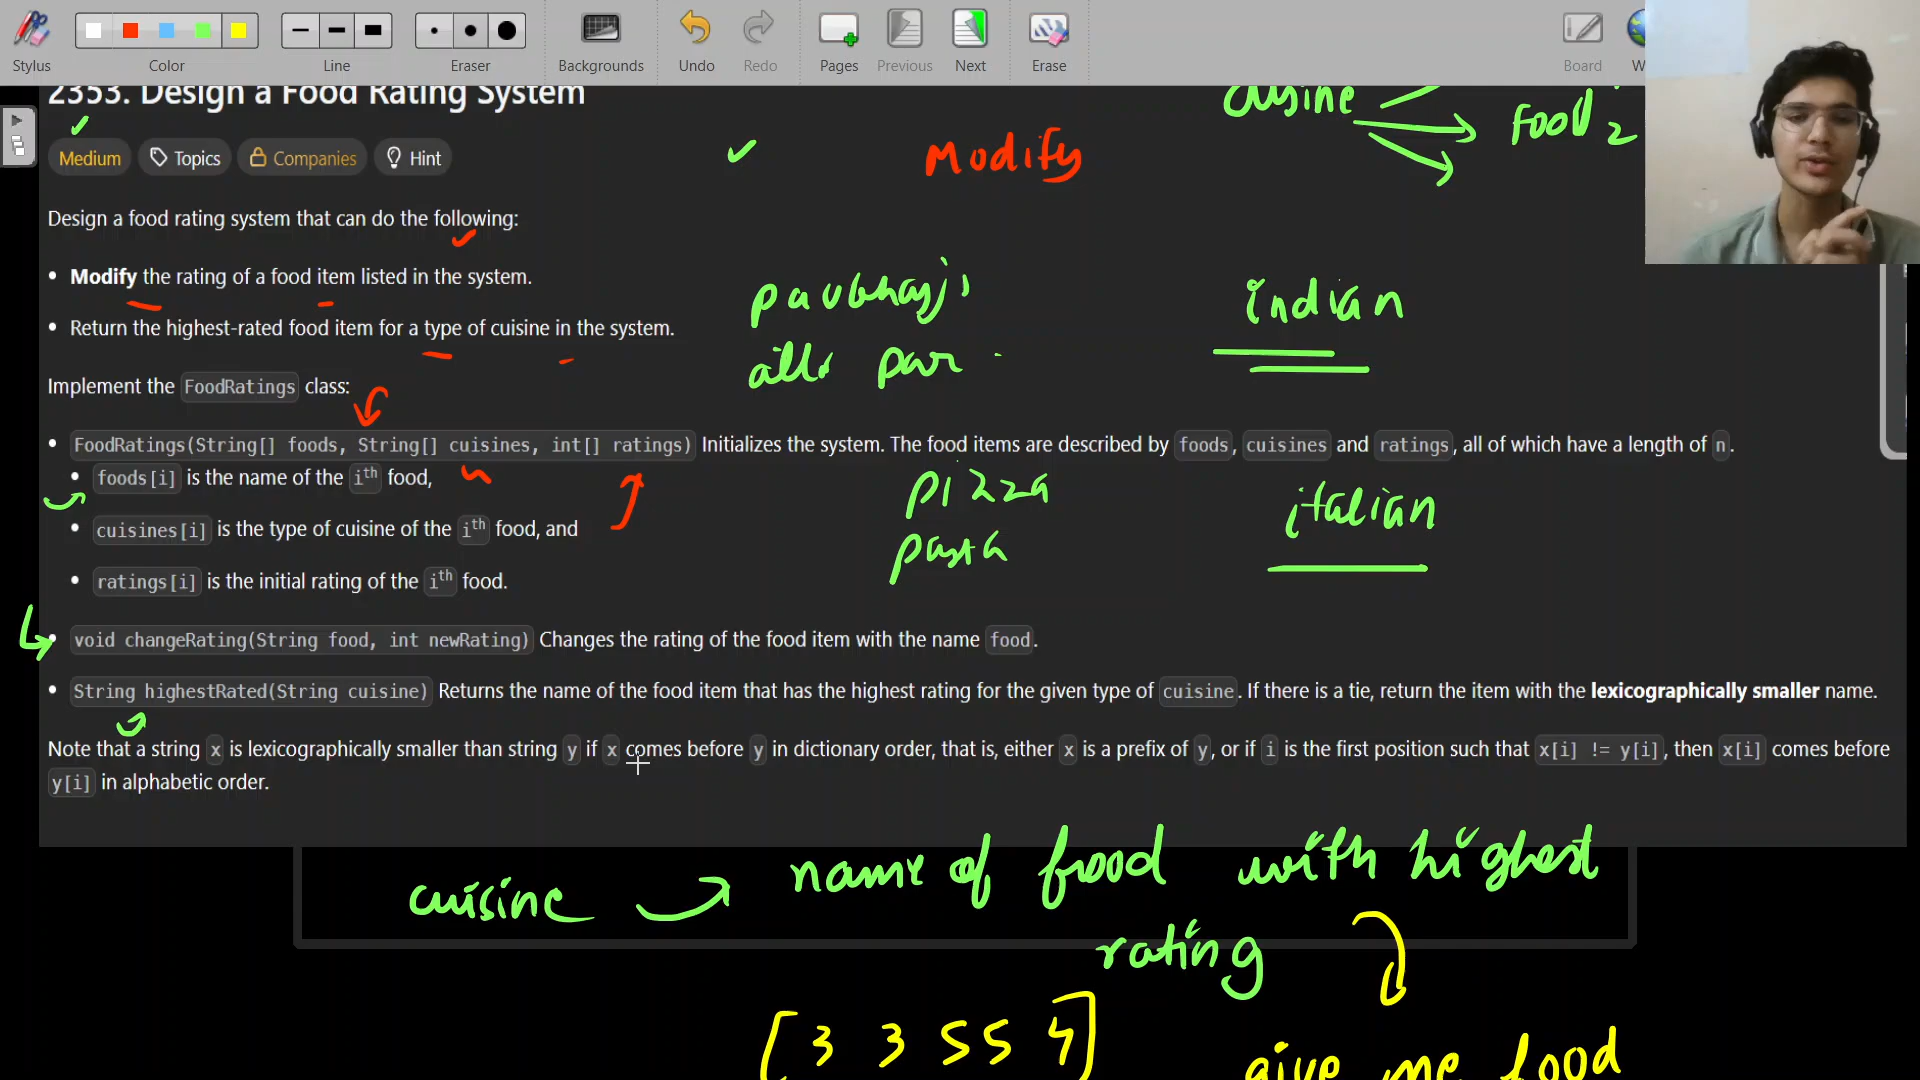 Stylus
Color
Line
Eraser
Backgrounds
Undo
Redo
Pages
Previous
Next
Erase
Board
2353. Design a Food Rating System
cuisine
Food 2
Medium
Topics
Companies
Hint
Modify
Design a food rating system that can do the following:
• Modify the rating of a food item listed in the system.
• Return the highest-rated food item for a type of cuisine in the system.
pavbhaji
indian
allu par
Implement the FoodRatings class:
• FoodRatings(String[] foods, String[] cuisines, int[] ratings) Initializes the system. The food items are described by foods, cuisines and ratings, all of which have a length of n.
• foods[i] is the name of the ith food,
• cuisines[i] is the type of cuisine of the ith food, and
• ratings[i] is the initial rating of the ith food.
pizza
italian
pasta
• void changeRating(String food, int newRating) Changes the rating of the food item with the name food.
• String highestRated(String cuisine) Returns the name of the food item that has the highest rating for the given type of cuisine. If there is a tie, return the item with the lexicographically smaller name.
Note that a string x is lexicographically smaller than string y if x comes before y in dictionary order, that is, either x is a prefix of y, or if i is the first position such that x[i] != y[i], then x[i] comes before
y[i] in alphabetic order.
cuisine name of food with highest
rating
[3 3 5 5 4]
give me food